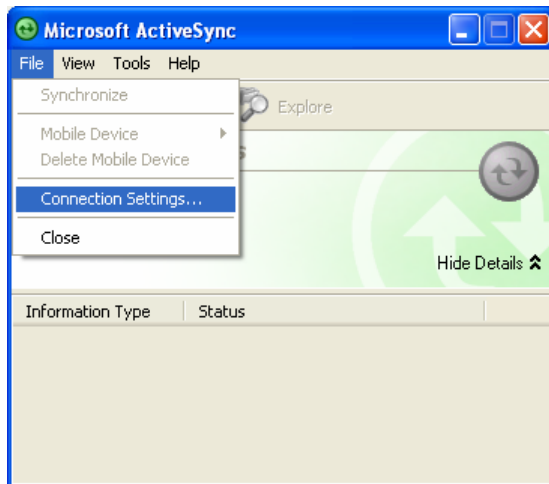 Microsoft ActiveSync
File View Tools Help
Synchronize
Explore
Mobile Device
Delete Mobile Device
Connection Settings...
Close
Hide Details
Information Type Status